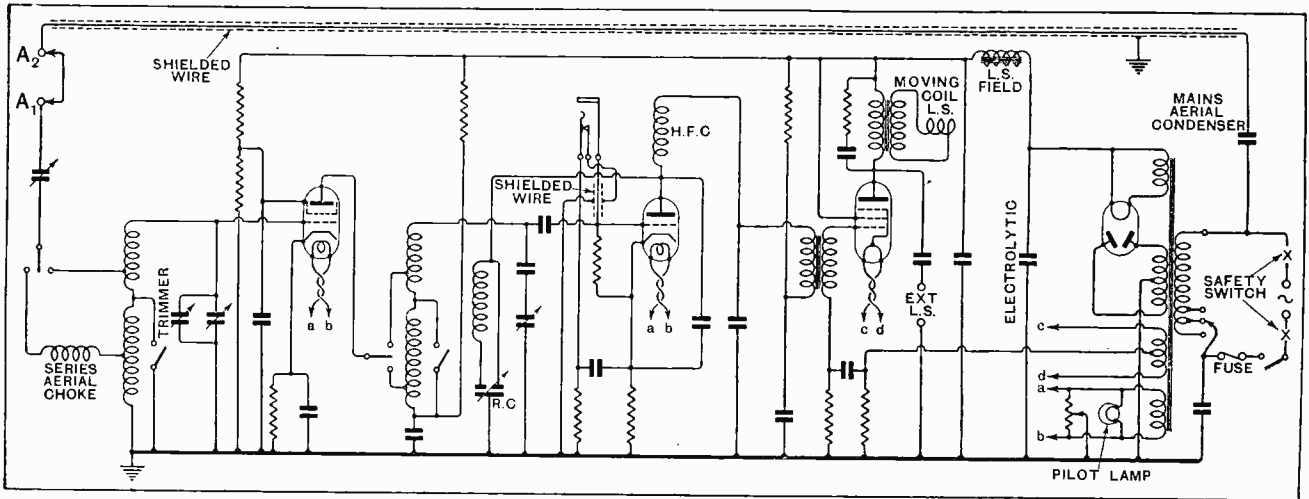 A2
SHIELDED
WIRE
A1
TRIMMER
SERIES
AERIAL
CHOKE
a b
SHIELDED
WIRE
R.C
H.F.C
a b
MOVING
COIL
L.S.
c d
EXT
L.S.
L.S.
FIELD
ELECTROLYTIC
MAINS
AERIAL
CONDENSER
SAFETY
SWITCH
FUSE
c
d
a
b
PILOT LAMP